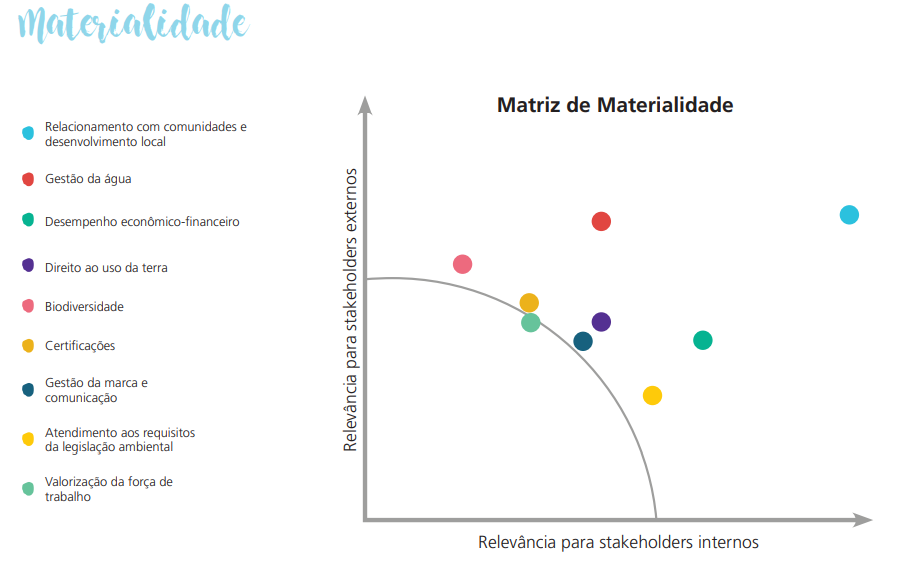 Materialidade
Matriz de Materialidade
Relacionamento com comunidades e
desenvolvimento local
Gestão da água
Desempenho econômico-financeiro
Direito ao uso da terra
Biodiversidade
Certificações
Gestão da marca e
comunicação
Atendimento aos requisitos
da legislação ambiental
Valorização da força de
trabalho
Relevância para stakeholders externos
Relevância para stakeholders internos